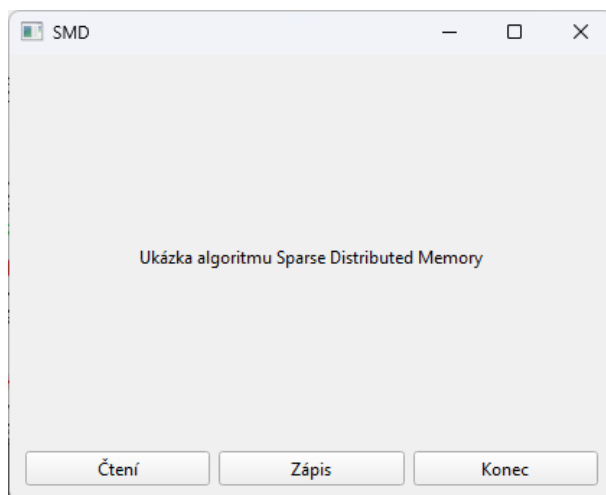 SMD
Ukázka algoritmu Sparse Distributed Memory
Čtení Zápis Konec